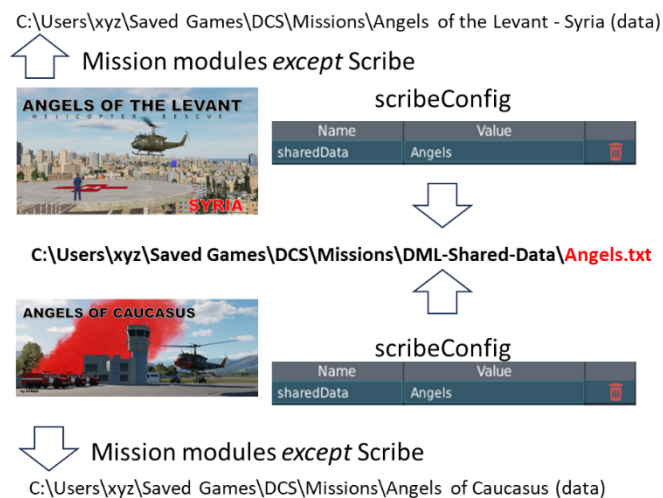 C:\Users\xyz\Saved Games\DCS\Missions\Angels of the Levant - Syria (data)
Mission modules except Scribe
ANGELS OF THE LEVANT
HELICOPTER RESCUE
SYRIA
scribeConfig
Name Value
sharedData Angels
C:\Users\xyz\Saved Games\DCS\Missions\DML-Shared-Data\Angels.txt
ANGELS OF CAUCASUS
scribeConfig
Name Value
sharedData Angels
Mission modules except Scribe
C:\Users\xyz\Saved Games\DCS\Missions\Angels of Caucasus (data)